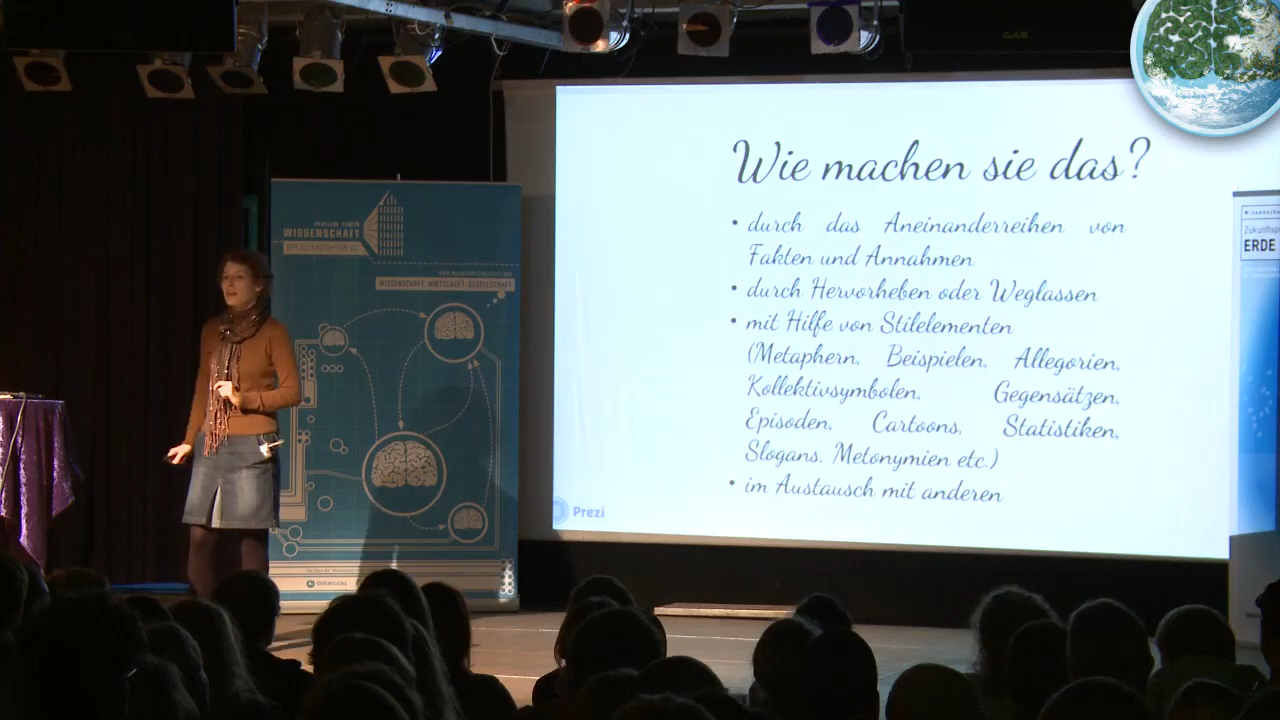 HAUS DER
WISSENSCHAFT
BRAUNSCHWEIG
WISSENSCHAFT. WIRTSCHAFT. GESELLSCHAFT.
ÖFFENTLICHE
Wie machen sie das?
• durch das Aneinanderreihen von
Fakten und Annahmen
• durch Hervorheben oder Weglassen
• mit Hilfe von Stilelementen
(Metaphern, Beispielen, Allegorien,
Kollektivsymbolen, Gegensätzen,
Episoden, Cartoons, Statistiken,
Slogans, Metonymien etc.)
• im Austausch mit anderen
Prezi
ERDE